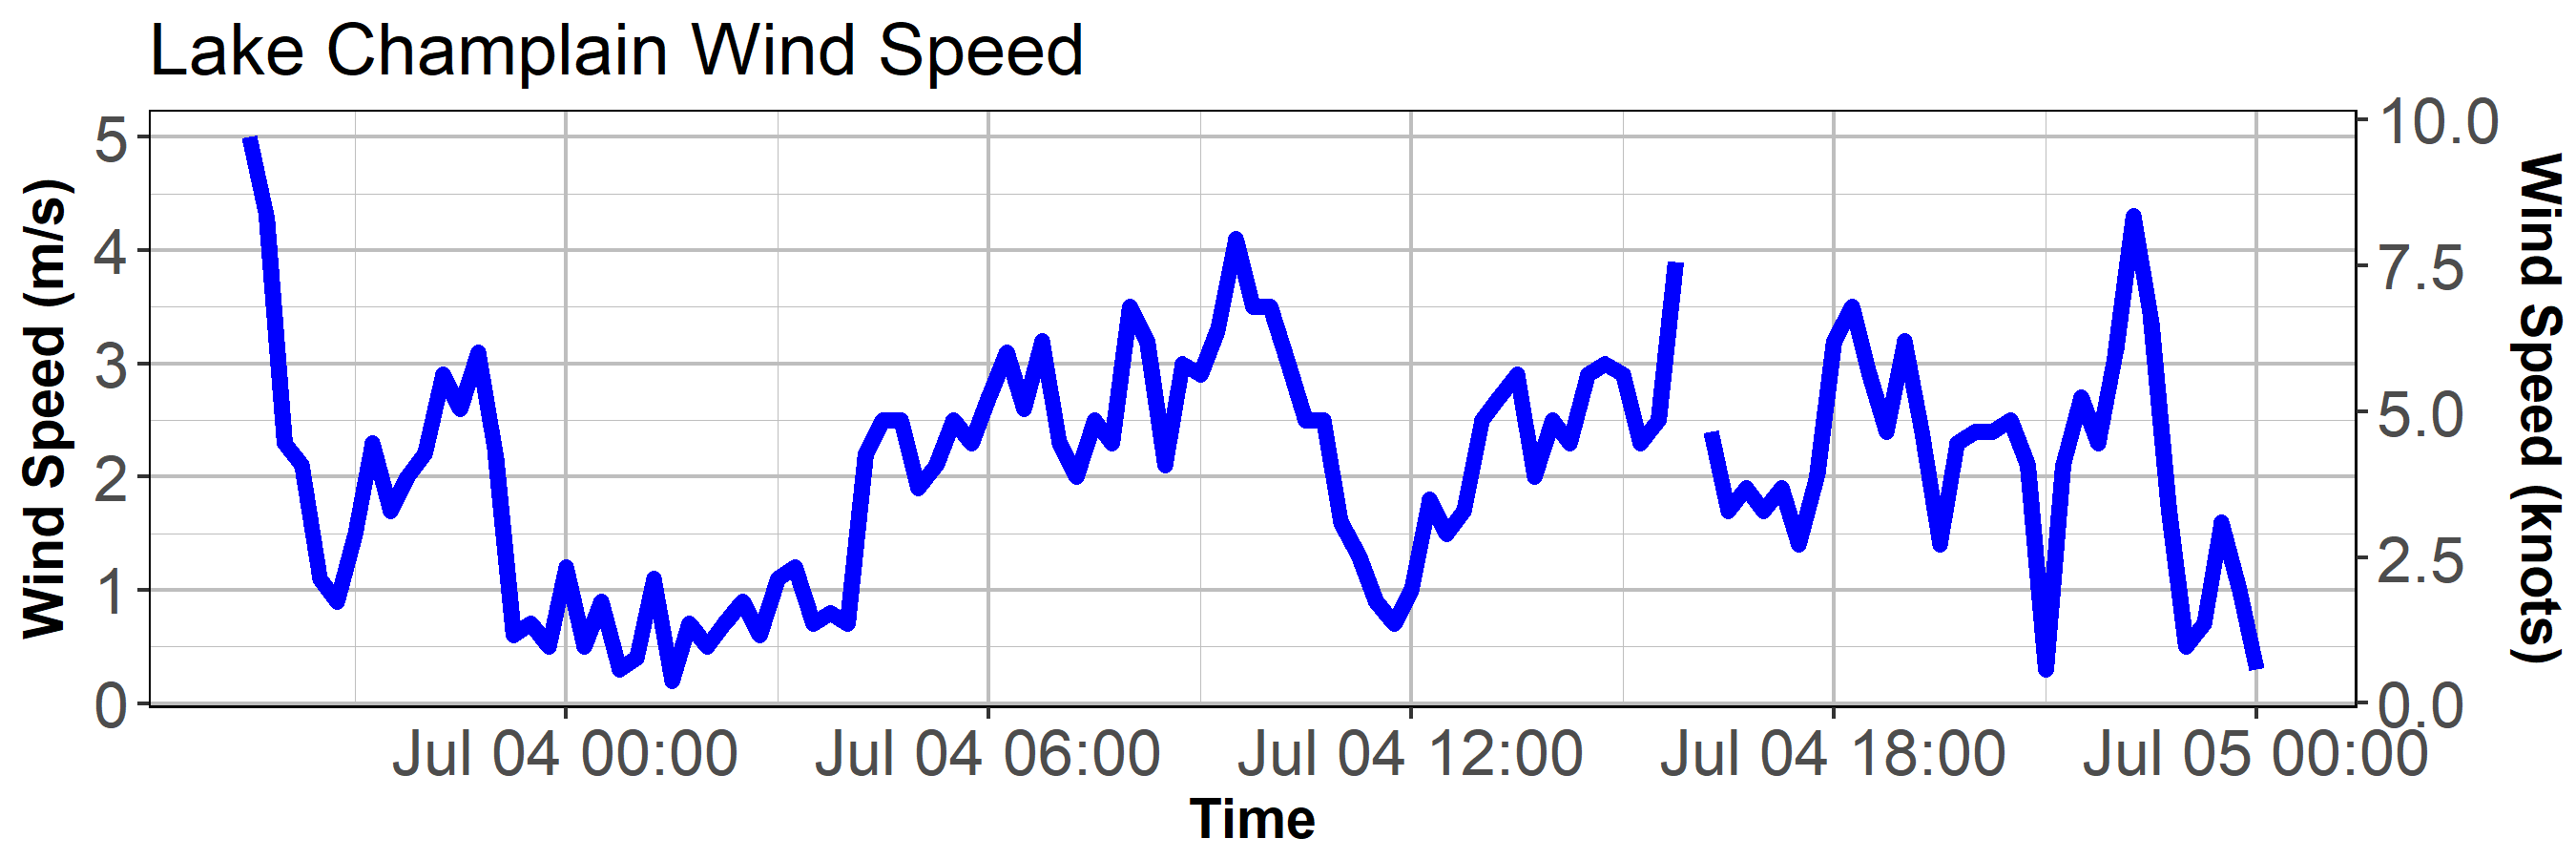 Lake Champlain Wind Speed
Wind Speed (m/s)
5
4
3
2
1
0
10.0
7.5
5.0
2.5
0.0
Wind Speed (knots)
Jul 04 00:00 Jul 04 06:00 Jul 04 12:00 Jul 04 18:00 Jul 05 00:00
Time